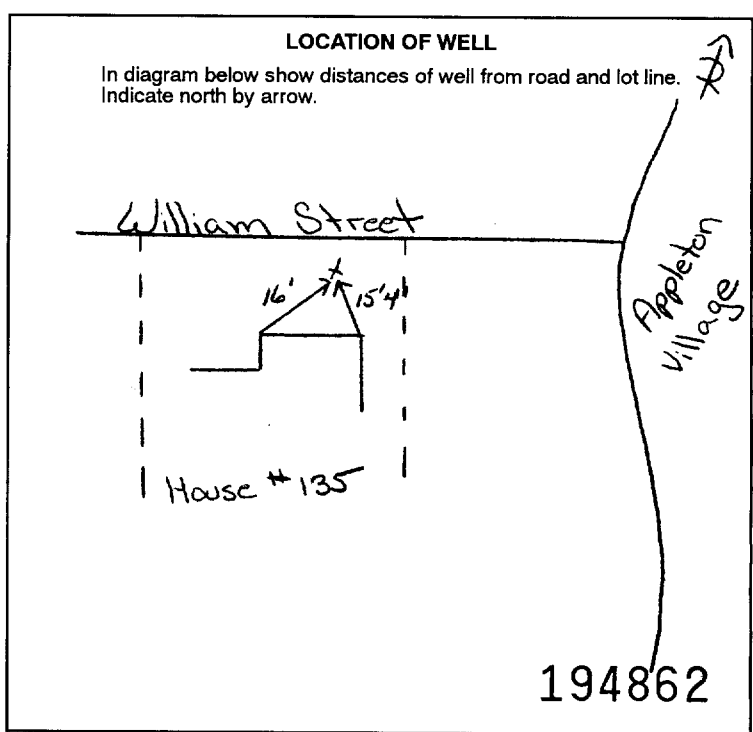 LOCATION OF WELL
In diagram below show distances of well from road and lot line.
Indicate north by arrow.
William Street
16'
15'4"
Appleton
Village
House # 135
194862